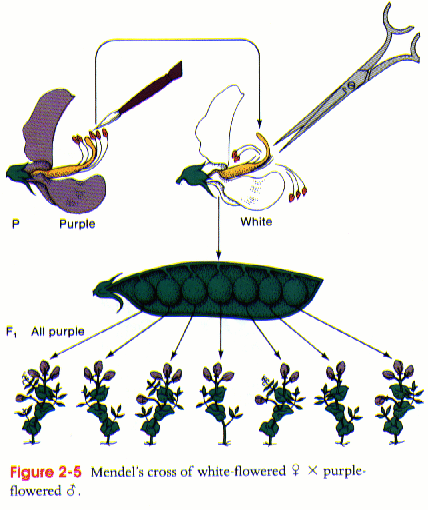 P Purple White
F₁ All purple
Figure 2-5 Mendel's cross of white-flowered ♀ × purple-
flowered ♂.